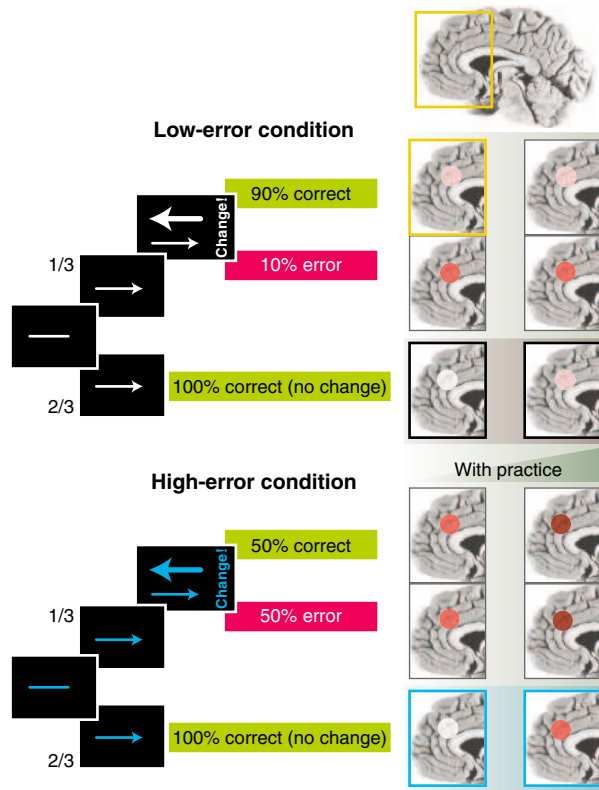 Low-error condition
Change!
90% correct
10% error
1/3
100% correct (no change)
2/3
With practice
High-error condition
Change!
50% correct
50% error
1/3
100% correct (no change)
2/3